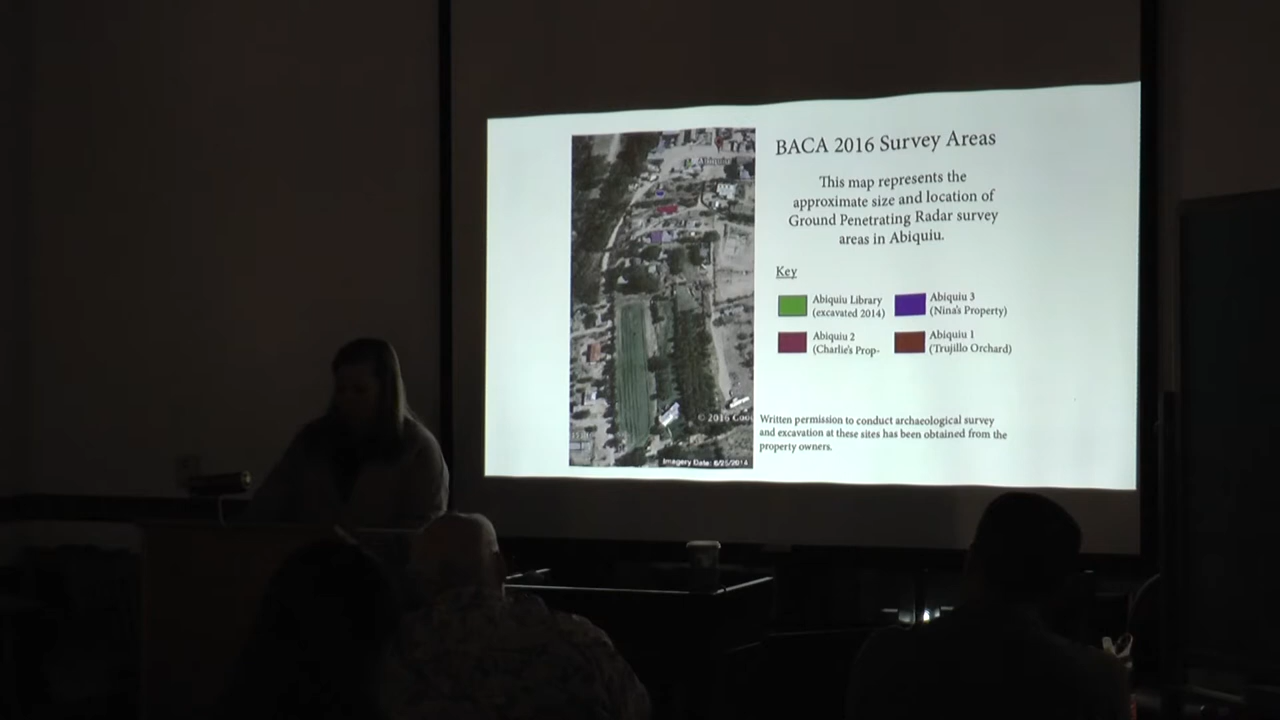 BACA 2016 Survey Areas
This map represents the
approximate size and location of
Ground Penetrating Radar survey
areas in Abiquiu.
Key
Abiquiu Library
(excavated 2014)
Abiquiu 3
(Nina's Property)
Abiquiu 2
(Charlie's Prop-
Abiquiu 1
(Trujillo Orchard)
Written permission to conduct archaeological survey
and excavation at these sites has been obtained from the
property owners.
Abiquiu
© 2016 Goo
Imagery Date: 6/25/2014